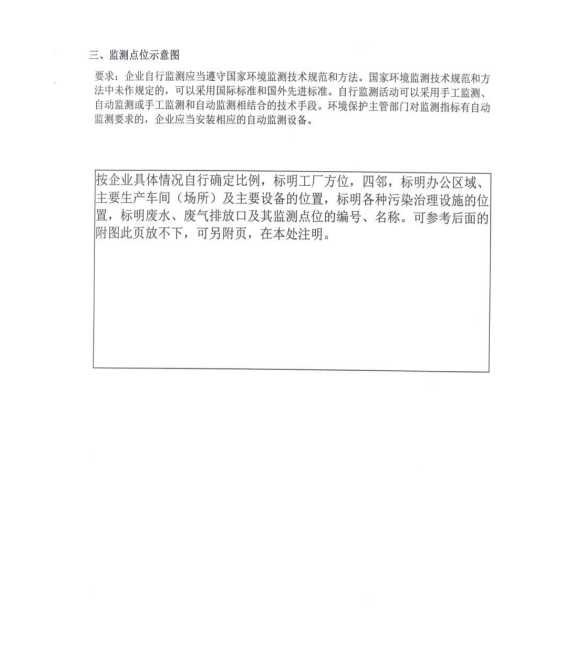 三、监测点位示意图
要求：企业自行监测应当遵守国家环境监测技术规范和方法。国家环境监测技术规范和方
法中未作规定的，可以采用国际标准和国外先进标准。自行监测活动可以采用手工监测、
自动监测或手工监测和自动监测相结合的技术手段。环境保护主管部门对监测指标有自动
监测要求的，企业应当安装相应的自动监测设备。
按企业具体情况自行确定比例，标明工厂方位，四邻，标明办公区域、
主要生产车间（场所）及主要设备的位置，标明各种污染治理设施的位
置，标明废水、废气排放口及其监测点位的编号、名称。可参考后面的
附图此页放不下，可另附页，在本处注明。